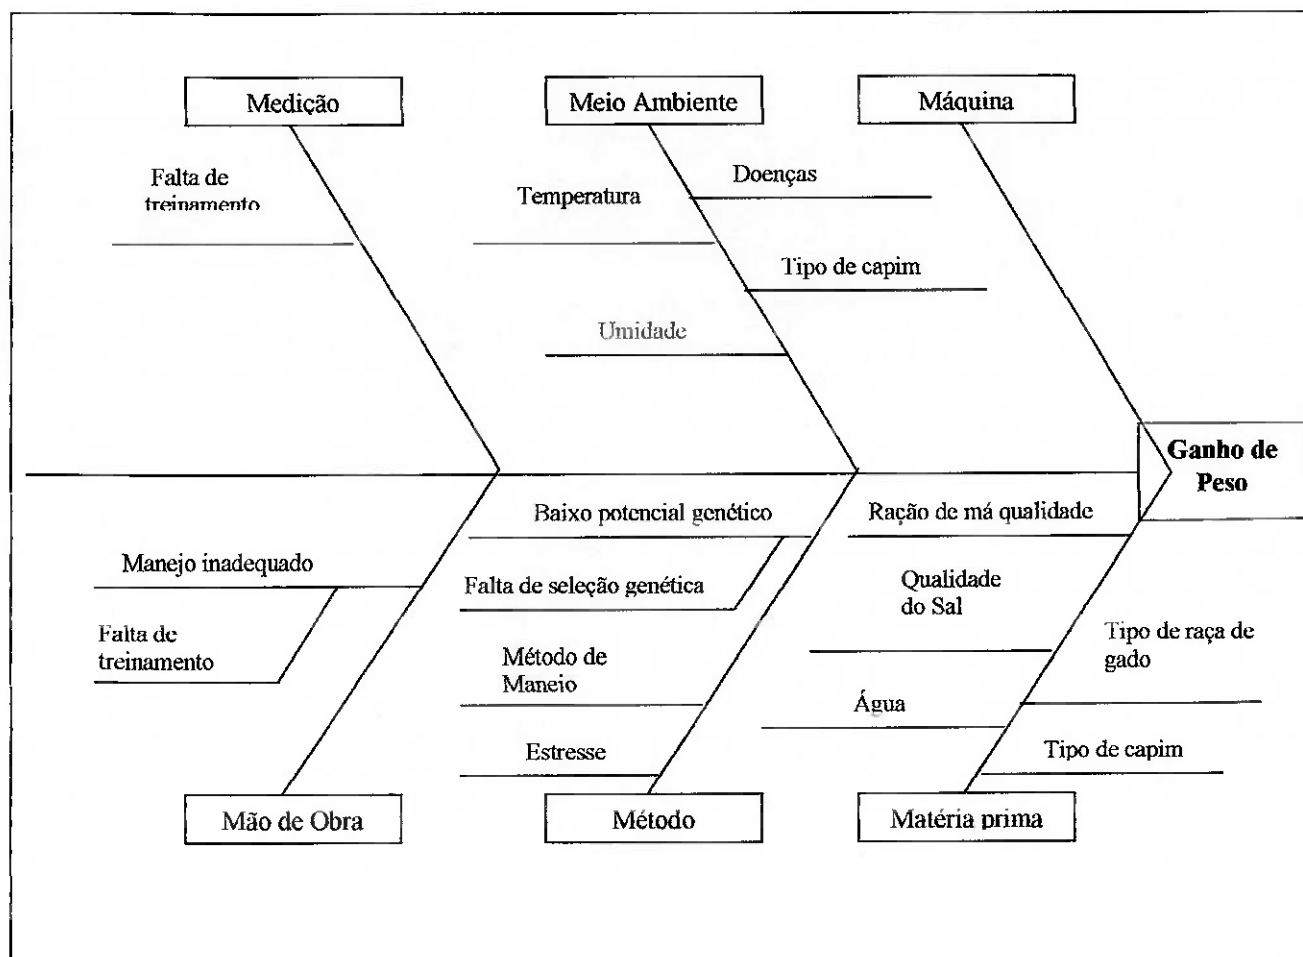 Medição
Meio Ambiente
Máquina
Falta de
treinamento
Temperatura
Doenças
Tipo de capim
Umidade
Ganho de
Peso
Baixo potencial genético
Ração de má qualidade
Manejo inadequado
Falta de seleção genética
Qualidade
do Sal
Falta de
treinamento
Método de
Manejo
Tipo de raça de
gado
Água
Estresse
Tipo de capim
Mão de Obra
Método
Matéria prima